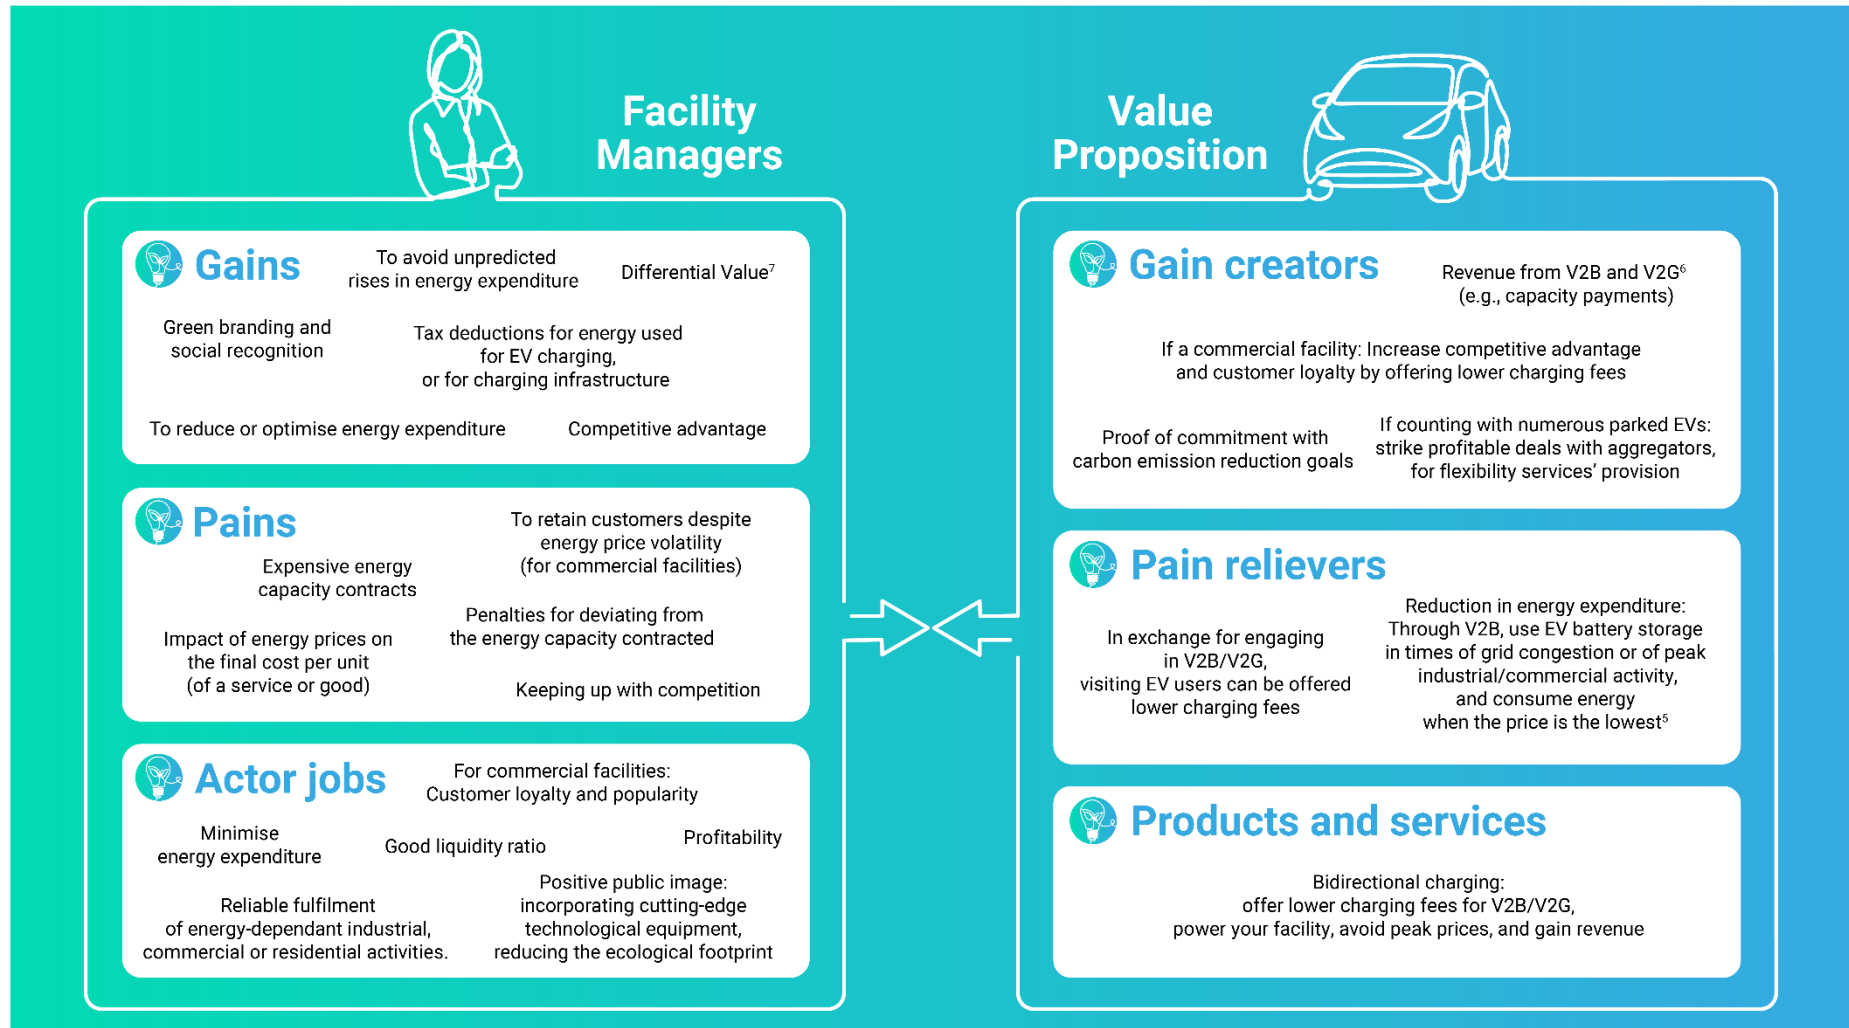 Facility
Managers
Gains
To avoid unpredicted
rises in energy expenditure
Differential Value⁷
Green branding and
social recognition
Tax deductions for energy used
for EV charging,
or for charging infrastructure
To reduce or optimise energy expenditure
Competitive advantage
Pains
To retain customers despite
energy price volatility
(for commercial facilities)
Expensive energy
capacity contracts
Penalties for deviating from
the energy capacity contracted
Impact of energy prices on
the final cost per unit
(of a service or good)
Keeping up with competition
Actor jobs
For commercial facilities:
Customer loyalty and popularity
Minimise
energy expenditure
Good liquidity ratio
Profitability
Reliable fulfilment
of energy-dependant industrial,
commercial or residential activities.
Positive public image:
incorporating cutting-edge
technological equipment,
reducing the ecological footprint
Value
Proposition
Gain creators
Revenue from V2B and V2G⁶
(e.g., capacity payments)
If a commercial facility: Increase competitive advantage
and customer loyalty by offering lower charging fees
Proof of commitment with
carbon emission reduction goals
If counting with numerous parked EVs:
strike profitable deals with aggregators,
for flexibility services’ provision
Pain relievers
In exchange for engaging
in V2B/V2G,
visiting EV users can be offered
lower charging fees
Reduction in energy expenditure:
Through V2B, use EV battery storage
in times of grid congestion or of peak
industrial/commercial activity,
and consume energy
when the price is the lowest⁵
Products and services
Bidirectional charging:
offer lower charging fees for V2B/V2G,
power your facility, avoid peak prices, and gain revenue